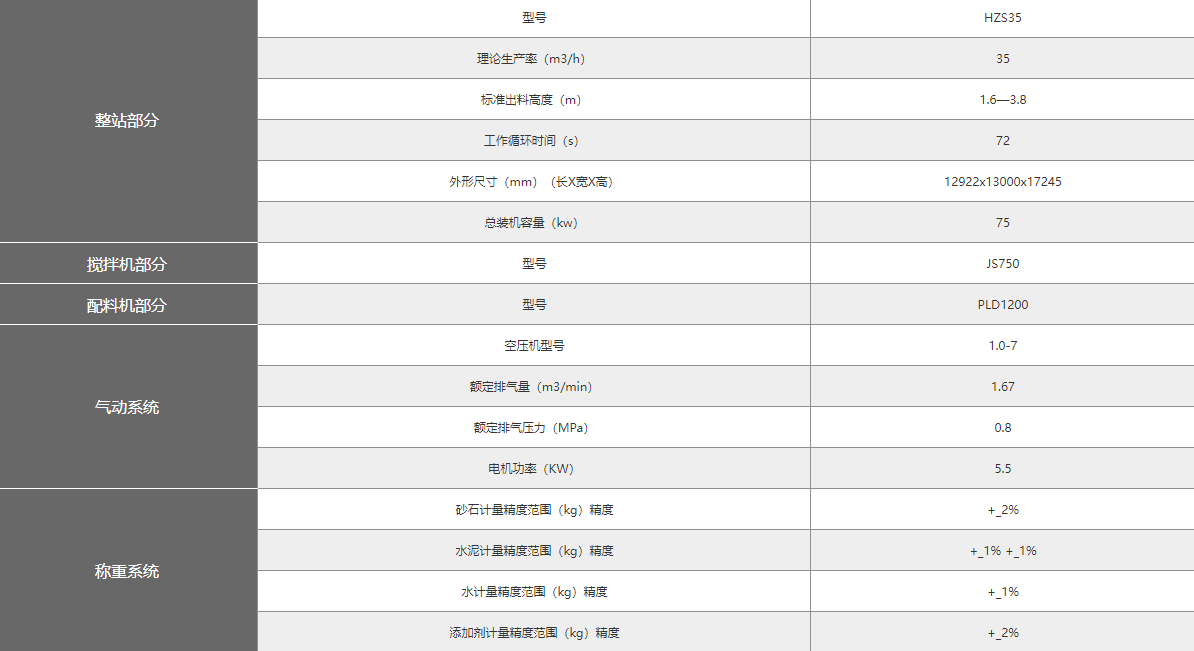 整站部分
型号 HZS35
理论生产率（m3/h） 35
标准出料高度（m） 1.6—3.8
工作循环时间（s） 72
外形尺寸（mm）（长X宽X高） 12922x13000x17245
总装机容量（kw） 75
搅拌机部分 型号 JS750
配料机部分 型号 PLD1200
气动系统
空压机型号 1.0-7
额定排气量（m3/min） 1.67
额定排气压力（MPa） 0.8
电机功率（KW） 5.5
称重系统
砂石计量精度范围（kg）精度 +_2%
水泥计量精度范围（kg）精度 +_1% +_1%
水计量精度范围（kg）精度 +_1%
添加剂计量精度范围（kg）精度 +_2%